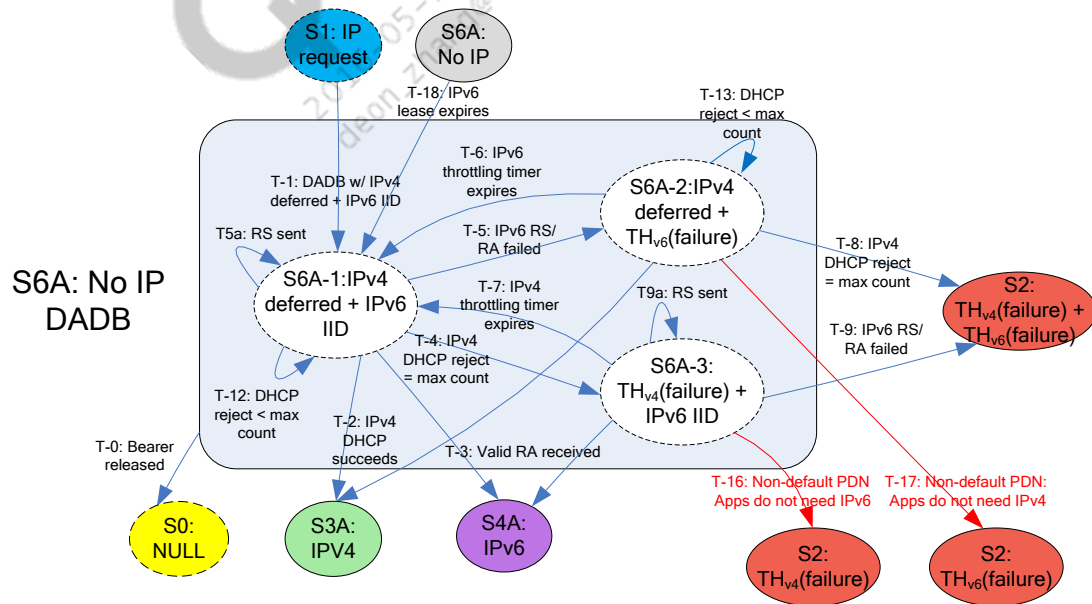 S1: IP
request
S6A:
No IP
T-18: IPv6
lease expires
T-13: DHCP
reject < max
count
T-6: IPv6
throttling timer
expires
T-1: DADB w/ IPv4
deferred + IPv6 IID
S6A-2:IPv4
deferred +
THv6(failure)
T5a: RS sent
T-5: IPv6 RS/
RA failed
T-8: IPv4
DHCP reject
= max count
S6A: No IP
DADB
S6A-1:IPv4
deferred + IPv6
IID
T-7: IPv4
throttling timer
expires
T9a: RS sent
S2:
THv4(failure) +
THv6(failure)
T-4: IPv4
DHCP reject
= max count
T-9: IPv6 RS/
RA failed
S6A-3:
THv4(failure) +
IPv6 IID
T-12: DHCP
reject < max
count
T-2: IPv4
DHCP
succeeds
T-0: Bearer
released
T-3: Valid RA received
T-16: Non-default PDN
Apps do not need IPv6
T-17: Non-default PDN:
Apps do not need IPv4
S0:
NULL
S3A:
IPV4
S4A:
IPv6
S2:
THv4(failure)
S2:
THv6(failure)